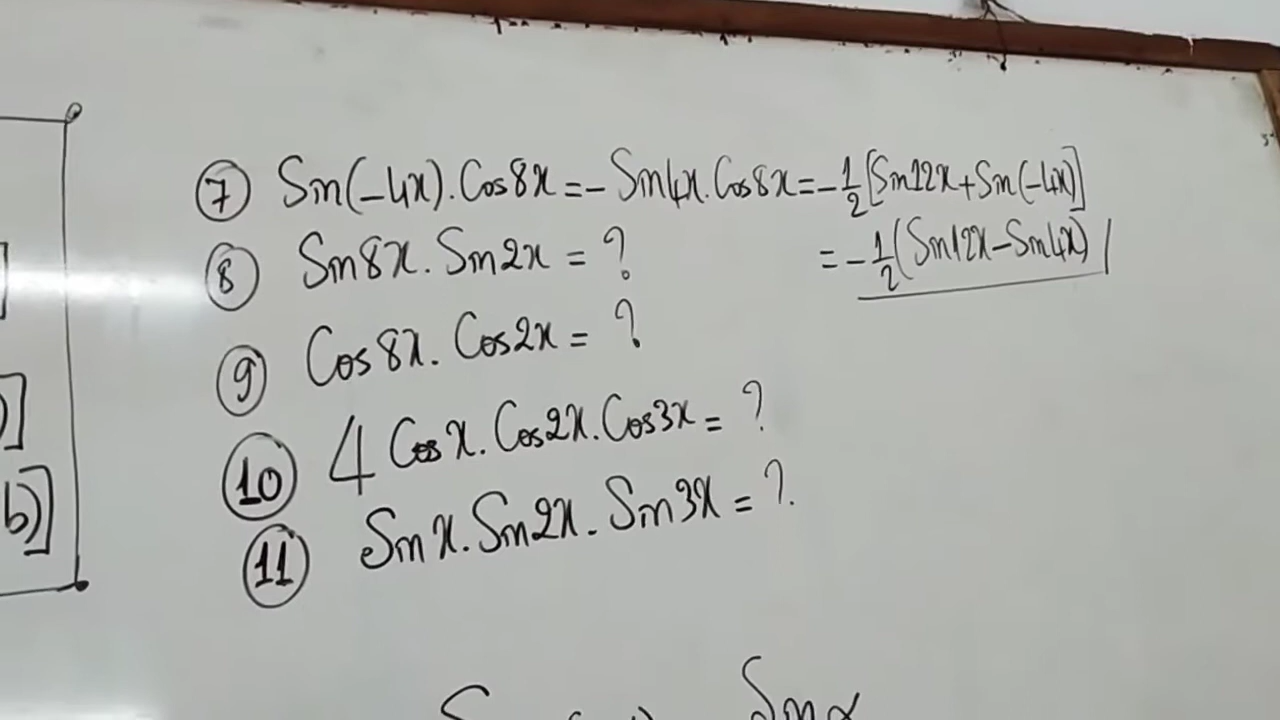 ⑦ Sin(-4x).Cos8x=-Sin4x.Cos8x=-1/2[Sin12x+Sin(-4x)]
=-1/2(Sin12x-Sin4x)
⑧ Sin8x.Sin2x=?
⑨ Cos8x.Cos2x=?
⑩ 4Cosx.Cos2x.Cos3x=?
⑪ Sinx.Sin2x.Sin3x=?
)]
b)]
Sinα